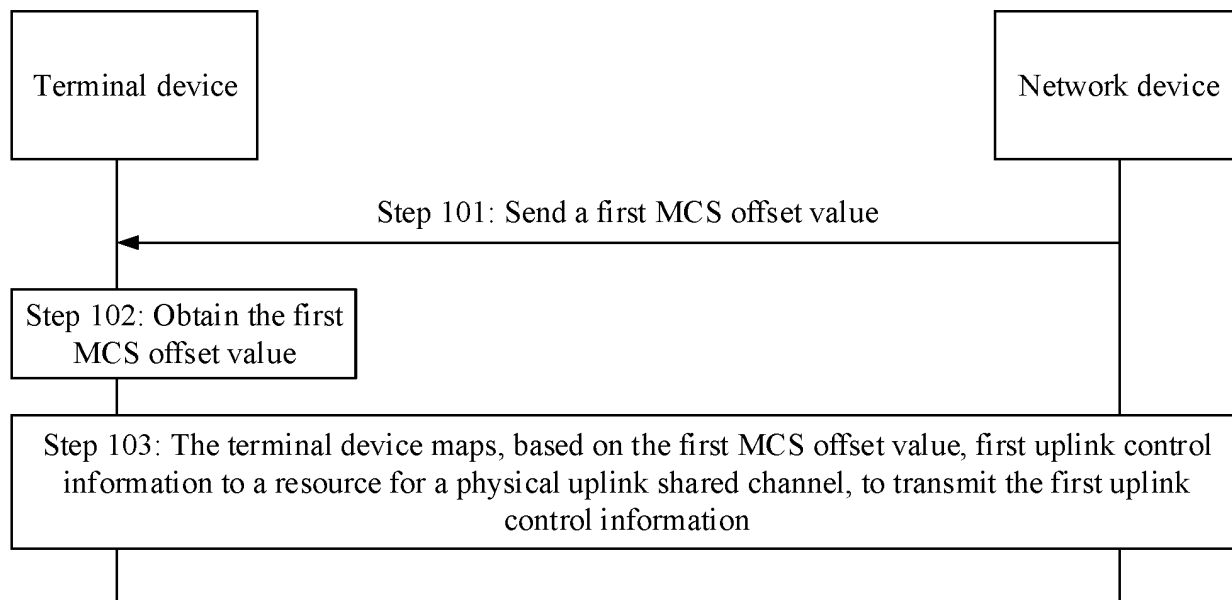 Terminal device
Network device
Step 101: Send a first MCS offset value
Step 102: Obtain the first
MCS offset value
Step 103: The terminal device maps, based on the first MCS offset value, first uplink control
information to a resource for a physical uplink shared channel, to transmit the first uplink
control information